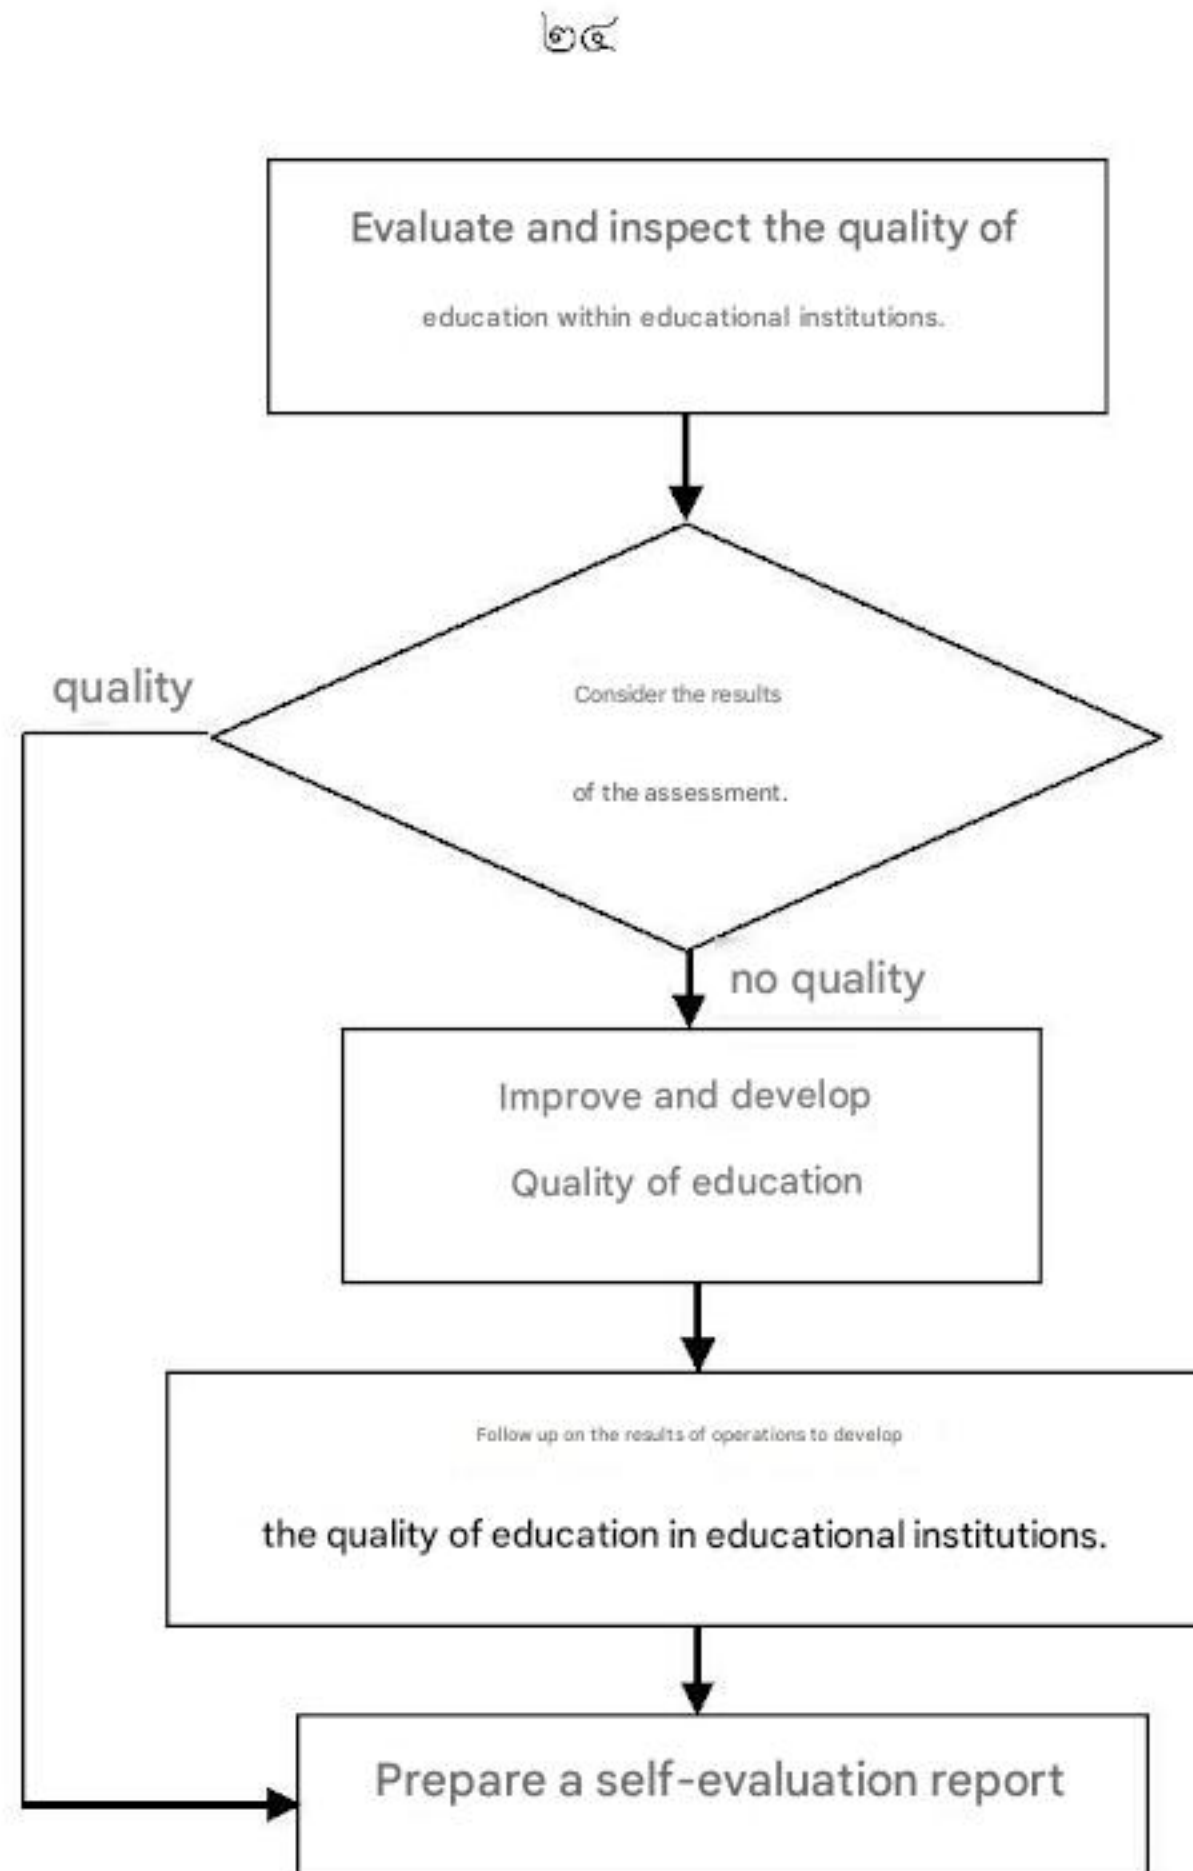 ๒๔
Evaluate and inspect the quality of
education within educational institutions.
quality
Consider the results
of the assessment.
no quality
Improve and develop
Quality of education
Follow up on the results of operations to develop
the quality of education in educational institutions.
Prepare a self-evaluation report